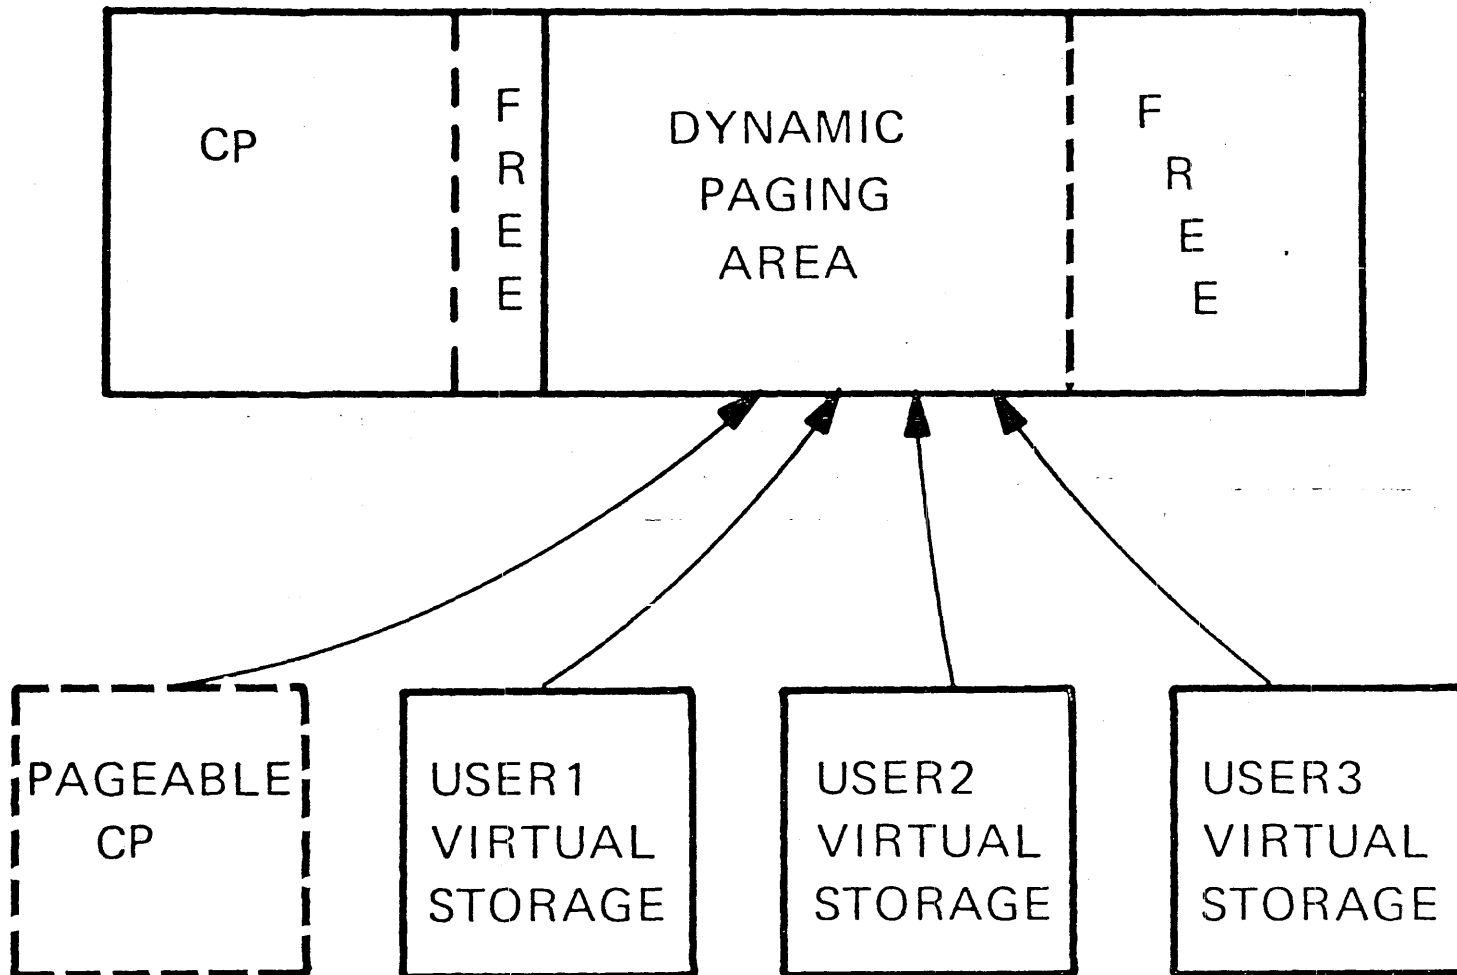 CP
F
R
E
E
DYNAMIC
PAGING
AREA
F
R
E
E
PAGEABLE
CP
USER1
VIRTUAL
STORAGE
USER2
VIRTUAL
STORAGE
USER3
VIRTUAL
STORAGE